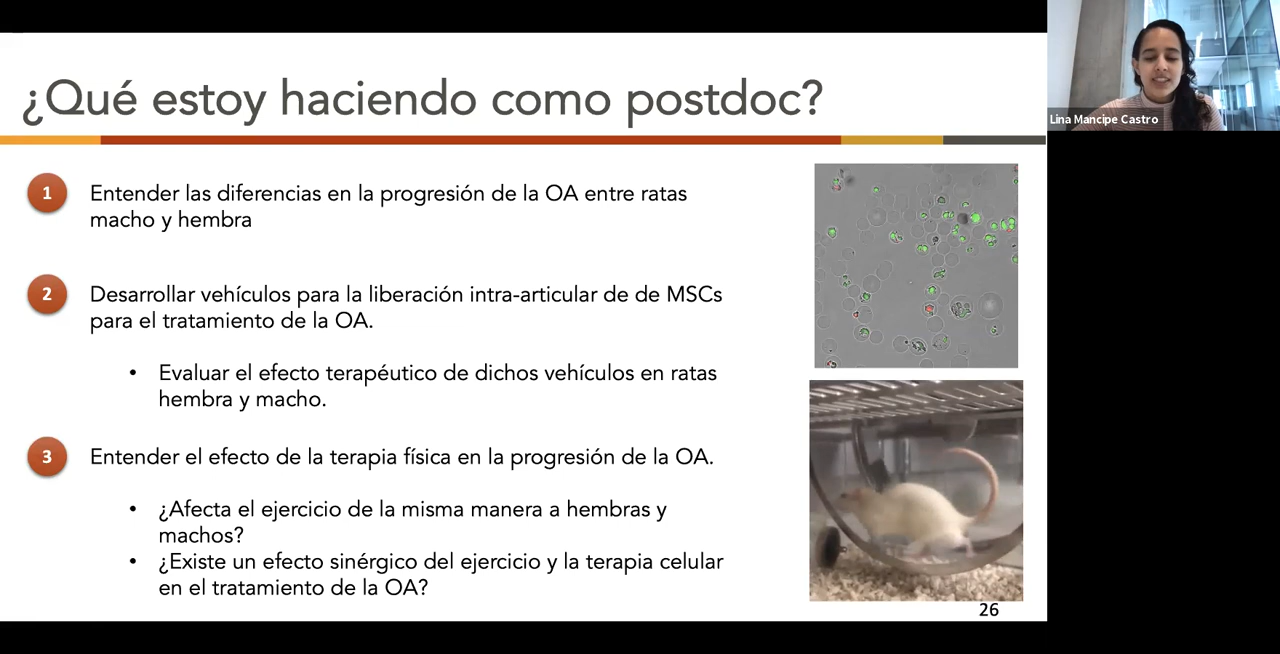 ¿Qué estoy haciendo como postdoc?
Lina Mancipe Castro
1
Entender las diferencias en la progresión de la OA entre ratas
macho y hembra
2
Desarrollar vehículos para la liberación intra-articular de de MSCs
para el tratamiento de la OA.
• Evaluar el efecto terapéutico de dichos vehículos en ratas
hembra y macho.
3
Entender el efecto de la terapia física en la progresión de la OA.
• ¿Afecta el ejercicio de la misma manera a hembras y
machos?
• ¿Existe un efecto sinérgico del ejercicio y la terapia celular
en el tratamiento de la OA?
26